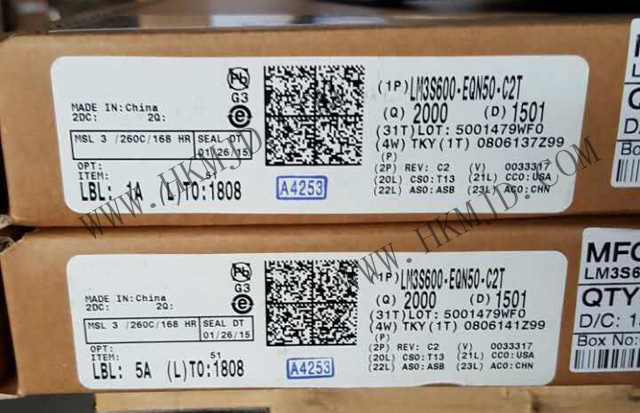 Pb
G3
e
MADE IN: China
2DC: 2Q:
MSL 3 /260C/168 HR SEAL DT
01/26/15
OPT:
ITEM:
LBL: 1A (L)TO:1808
A4253
(1P) LM3S600-EQN50-C2T
(Q) 2000 (D) 1501
(31T)LOT: 5001479WF0
(4W) TKY(1T) 0806137Z99
(P)
(2P) REV: C2 (V) 0033317
(20L) CSO:T13 (21L) CCO:USA
(22L) ASO:ASB (23L) ACO:CHN
LM3S6
Q
D/
Box
WWW.HKMJD.COM
WWW.HKMJD.COM
Pb
G3
e
MADE IN: China
2DC: 2Q:
MSL 3 /260C/168 HR SEAL DT
01/26/15
OPT:
ITEM: 51
LBL: 5A (L)TO:1808
A4253
1P) LM3S600-EQN50-C2T
(Q) 2000 (D) 1501
(31T)LOT: 5001479WF0
(4W) TKY(1T) 0806141Z99
(P)
(2P) REV: C2 (V) 0033317
(20L) CSO:T13 (21L) CCO:USA
(22L) ASO:ASB (23L) ACO:CHN
MFC
LM3S6
QTY
D/C: 1
Box No: